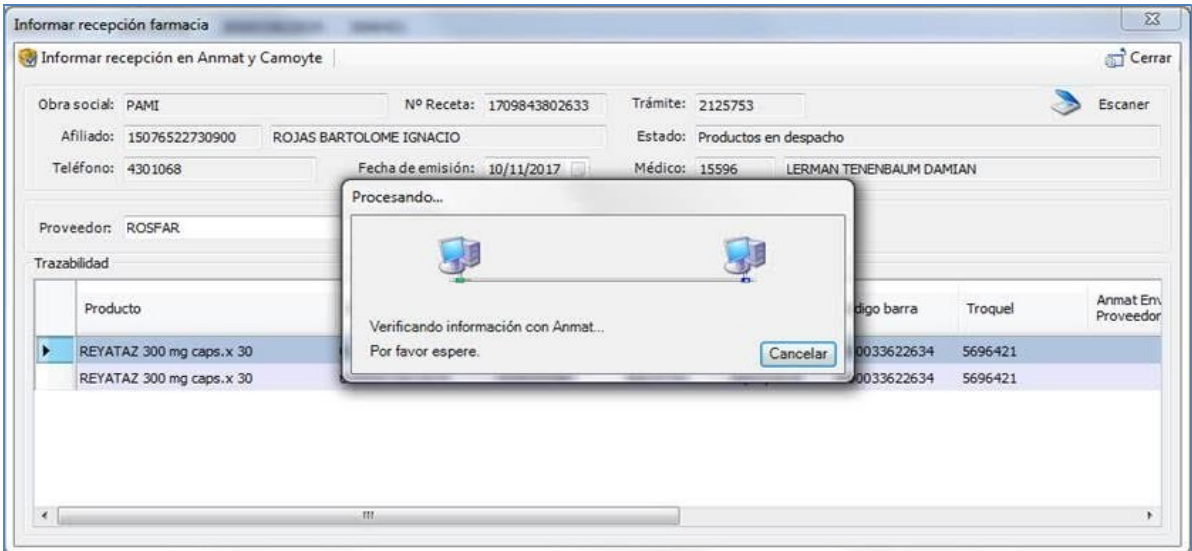 Informar recepción farmacia
Informar recepción en Anmat y Camoyte
Cerrar
Obra social: PAMI Nº Receta: 1709843802633 Trámite: 2125753 Escaner
Afiliado: 15076522730900 ROJAS BARTOLOME IGNACIO Estado: Productos en despacho
Teléfono: 4301068 Fecha de emisión: 10/11/2017 Médico: 15596 LERMAN TENENBAUM DAMIAN
Procesando...
Proveedor: ROSFAR
Trazabilidad
Producto digo barra Troquel Anmat Env
Proveedor
Verificando información con Anmat...
Por favor espere.
Cancelar
REYATAZ 300 mg caps.x 30 0033622634 5696421
REYATAZ 300 mg caps.x 30 0033622634 5696421